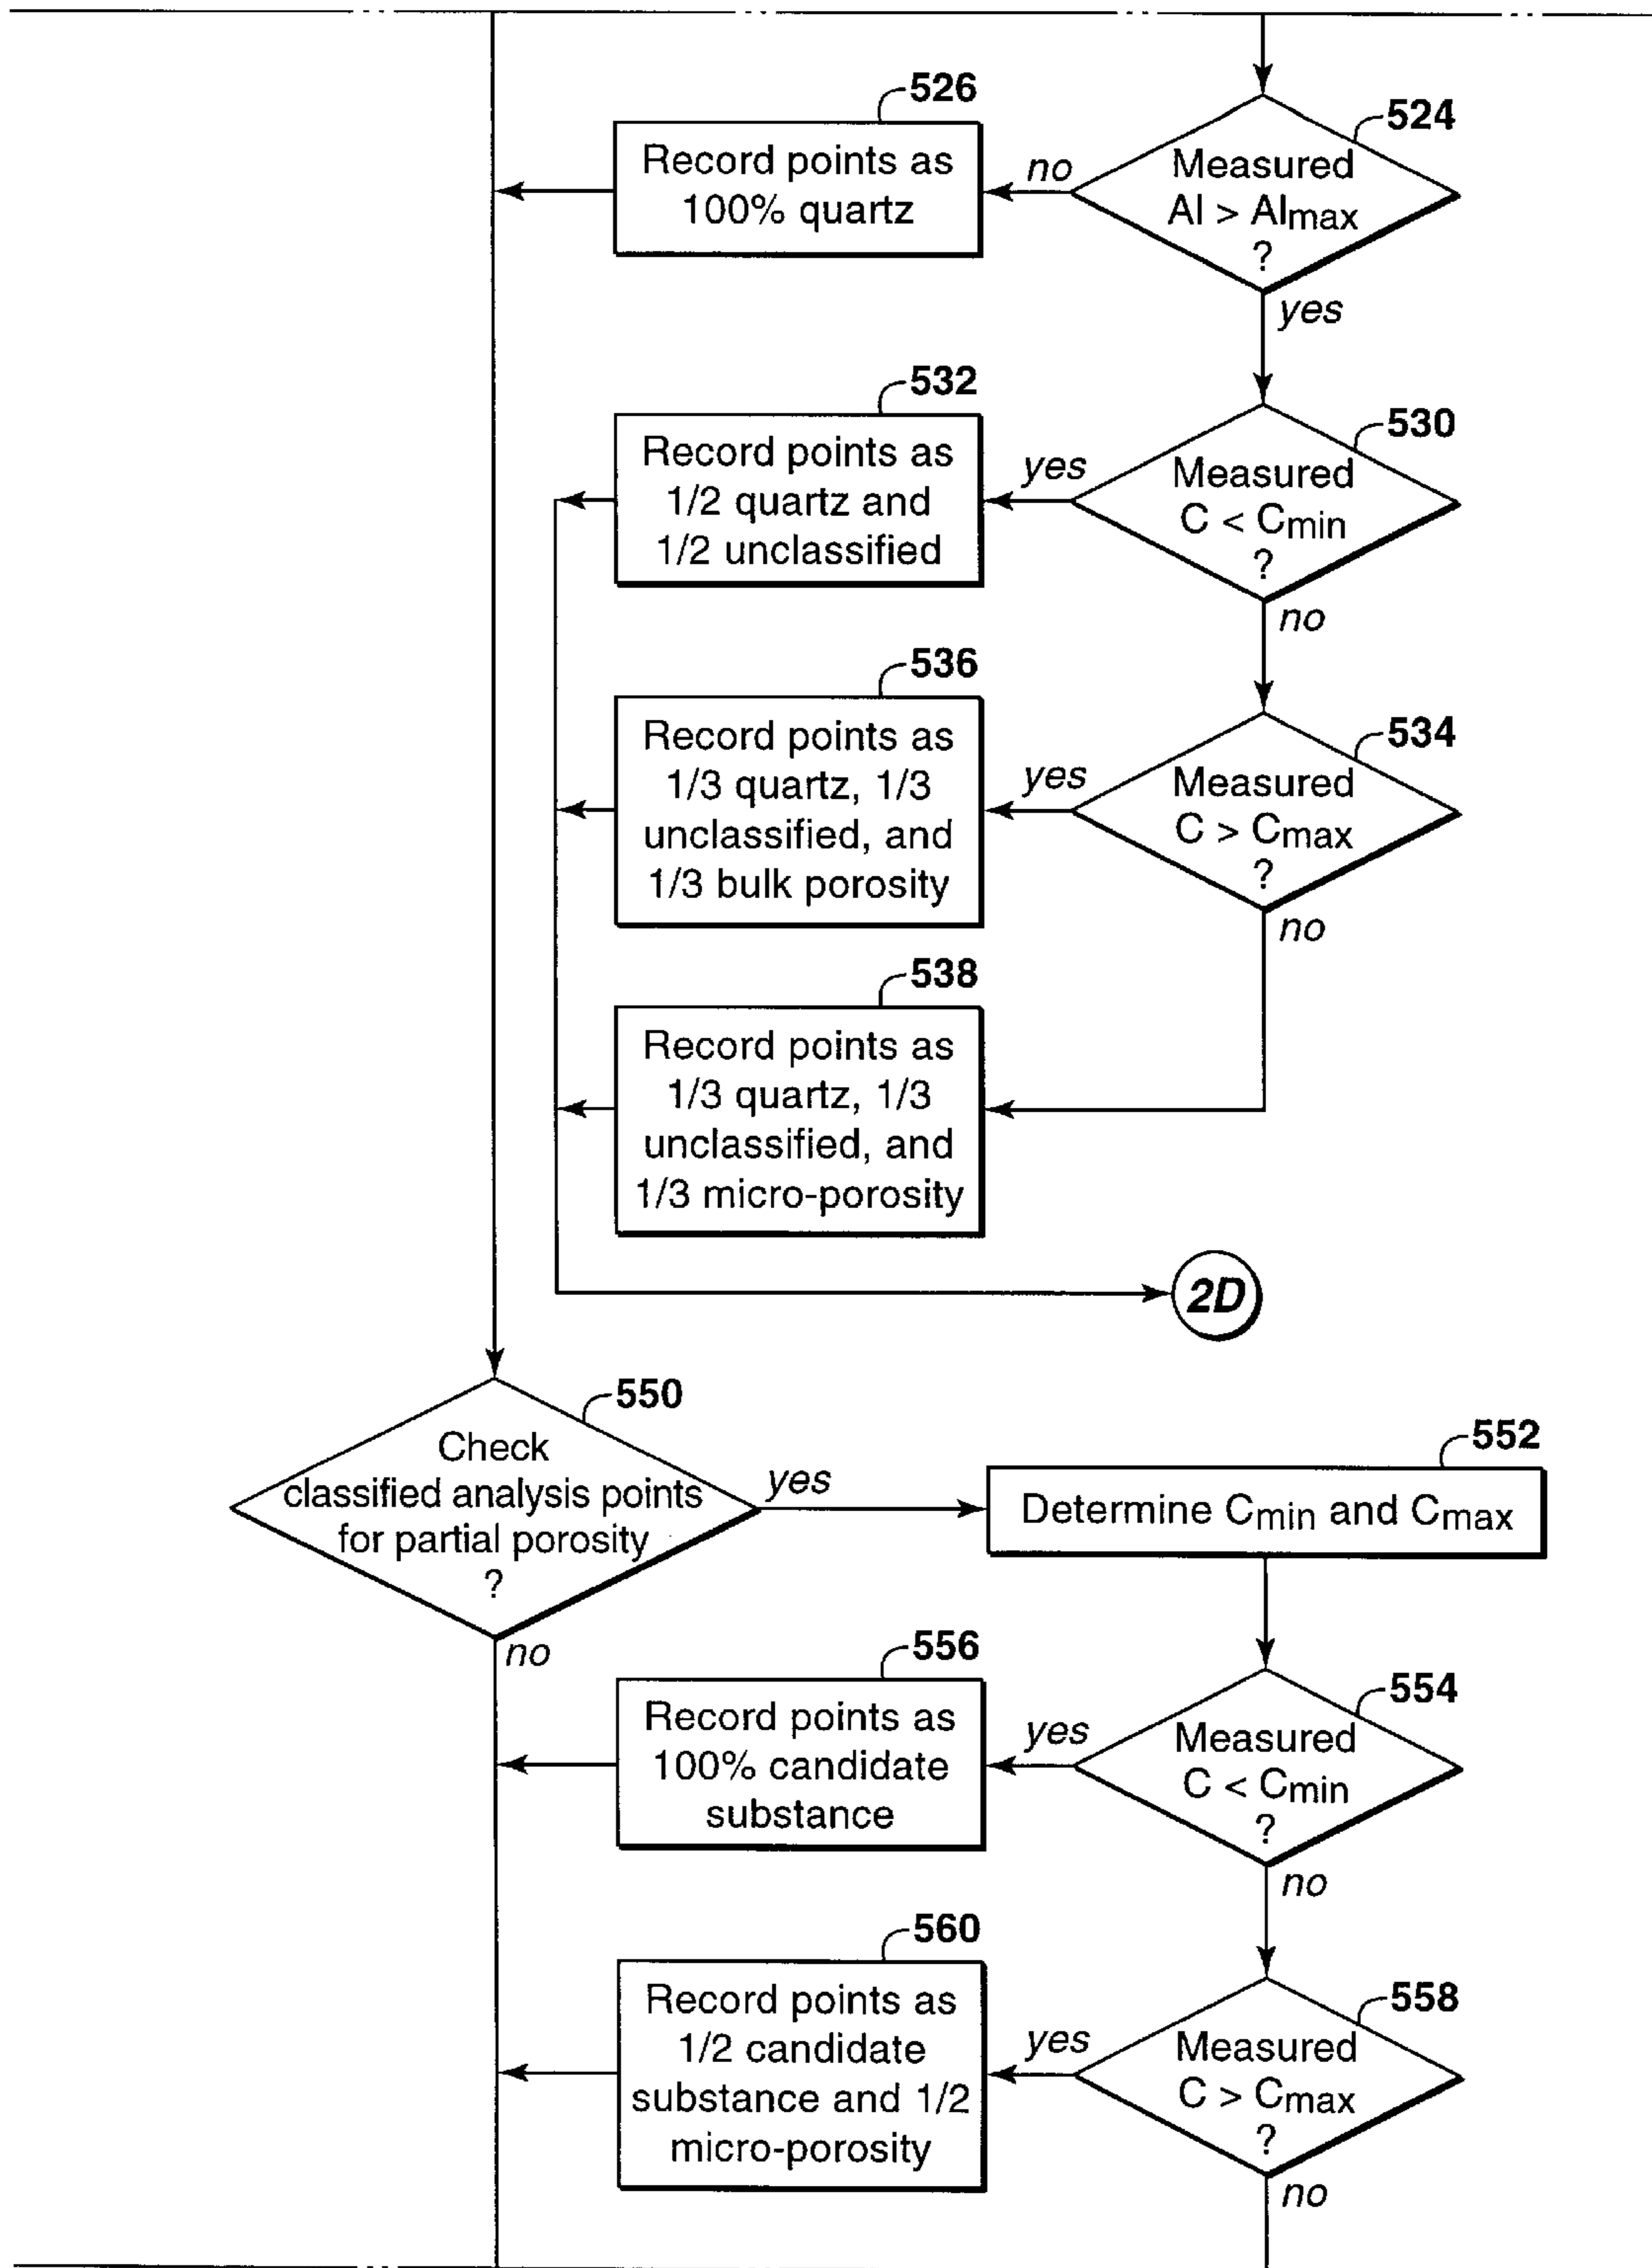 526
Record points as
100% quartz
no
524
Measured
Al > Almax
?
yes
532
Record points as
1/2 quartz and
1/2 unclassified
yes
530
Measured
C < Cmin
?
no
536
Record points as
1/3 quartz, 1/3
unclassified, and
1/3 bulk porosity
yes
534
Measured
C > Cmax
?
no
538
Record points as
1/3 quartz, 1/3
unclassified, and
1/3 micro-porosity
2D
550
Check
classified analysis points
for partial porosity
?
yes
no
552
Determine Cmin and Cmax
556
Record points as
100% candidate
substance
yes
554
Measured
C < Cmin
?
no
560
Record points as
1/2 candidate
substance and 1/2
micro-porosity
yes
558
Measured
C > Cmax
?
no